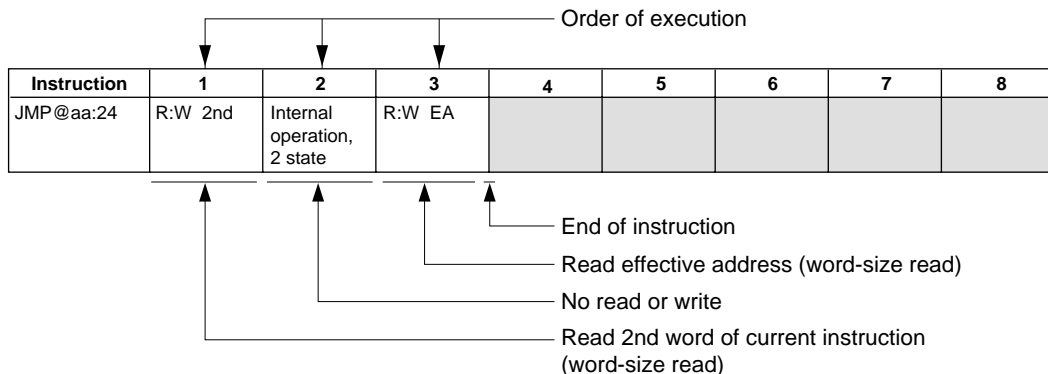 Order of execution
Instruction 1 2 3 4 5 6 7 8
JMP@aa:24 R:W 2nd Internal operation, 2 state R:W EA
End of instruction
Read effective address (word-size read)
No read or write
Read 2nd word of current instruction
(word-size read)